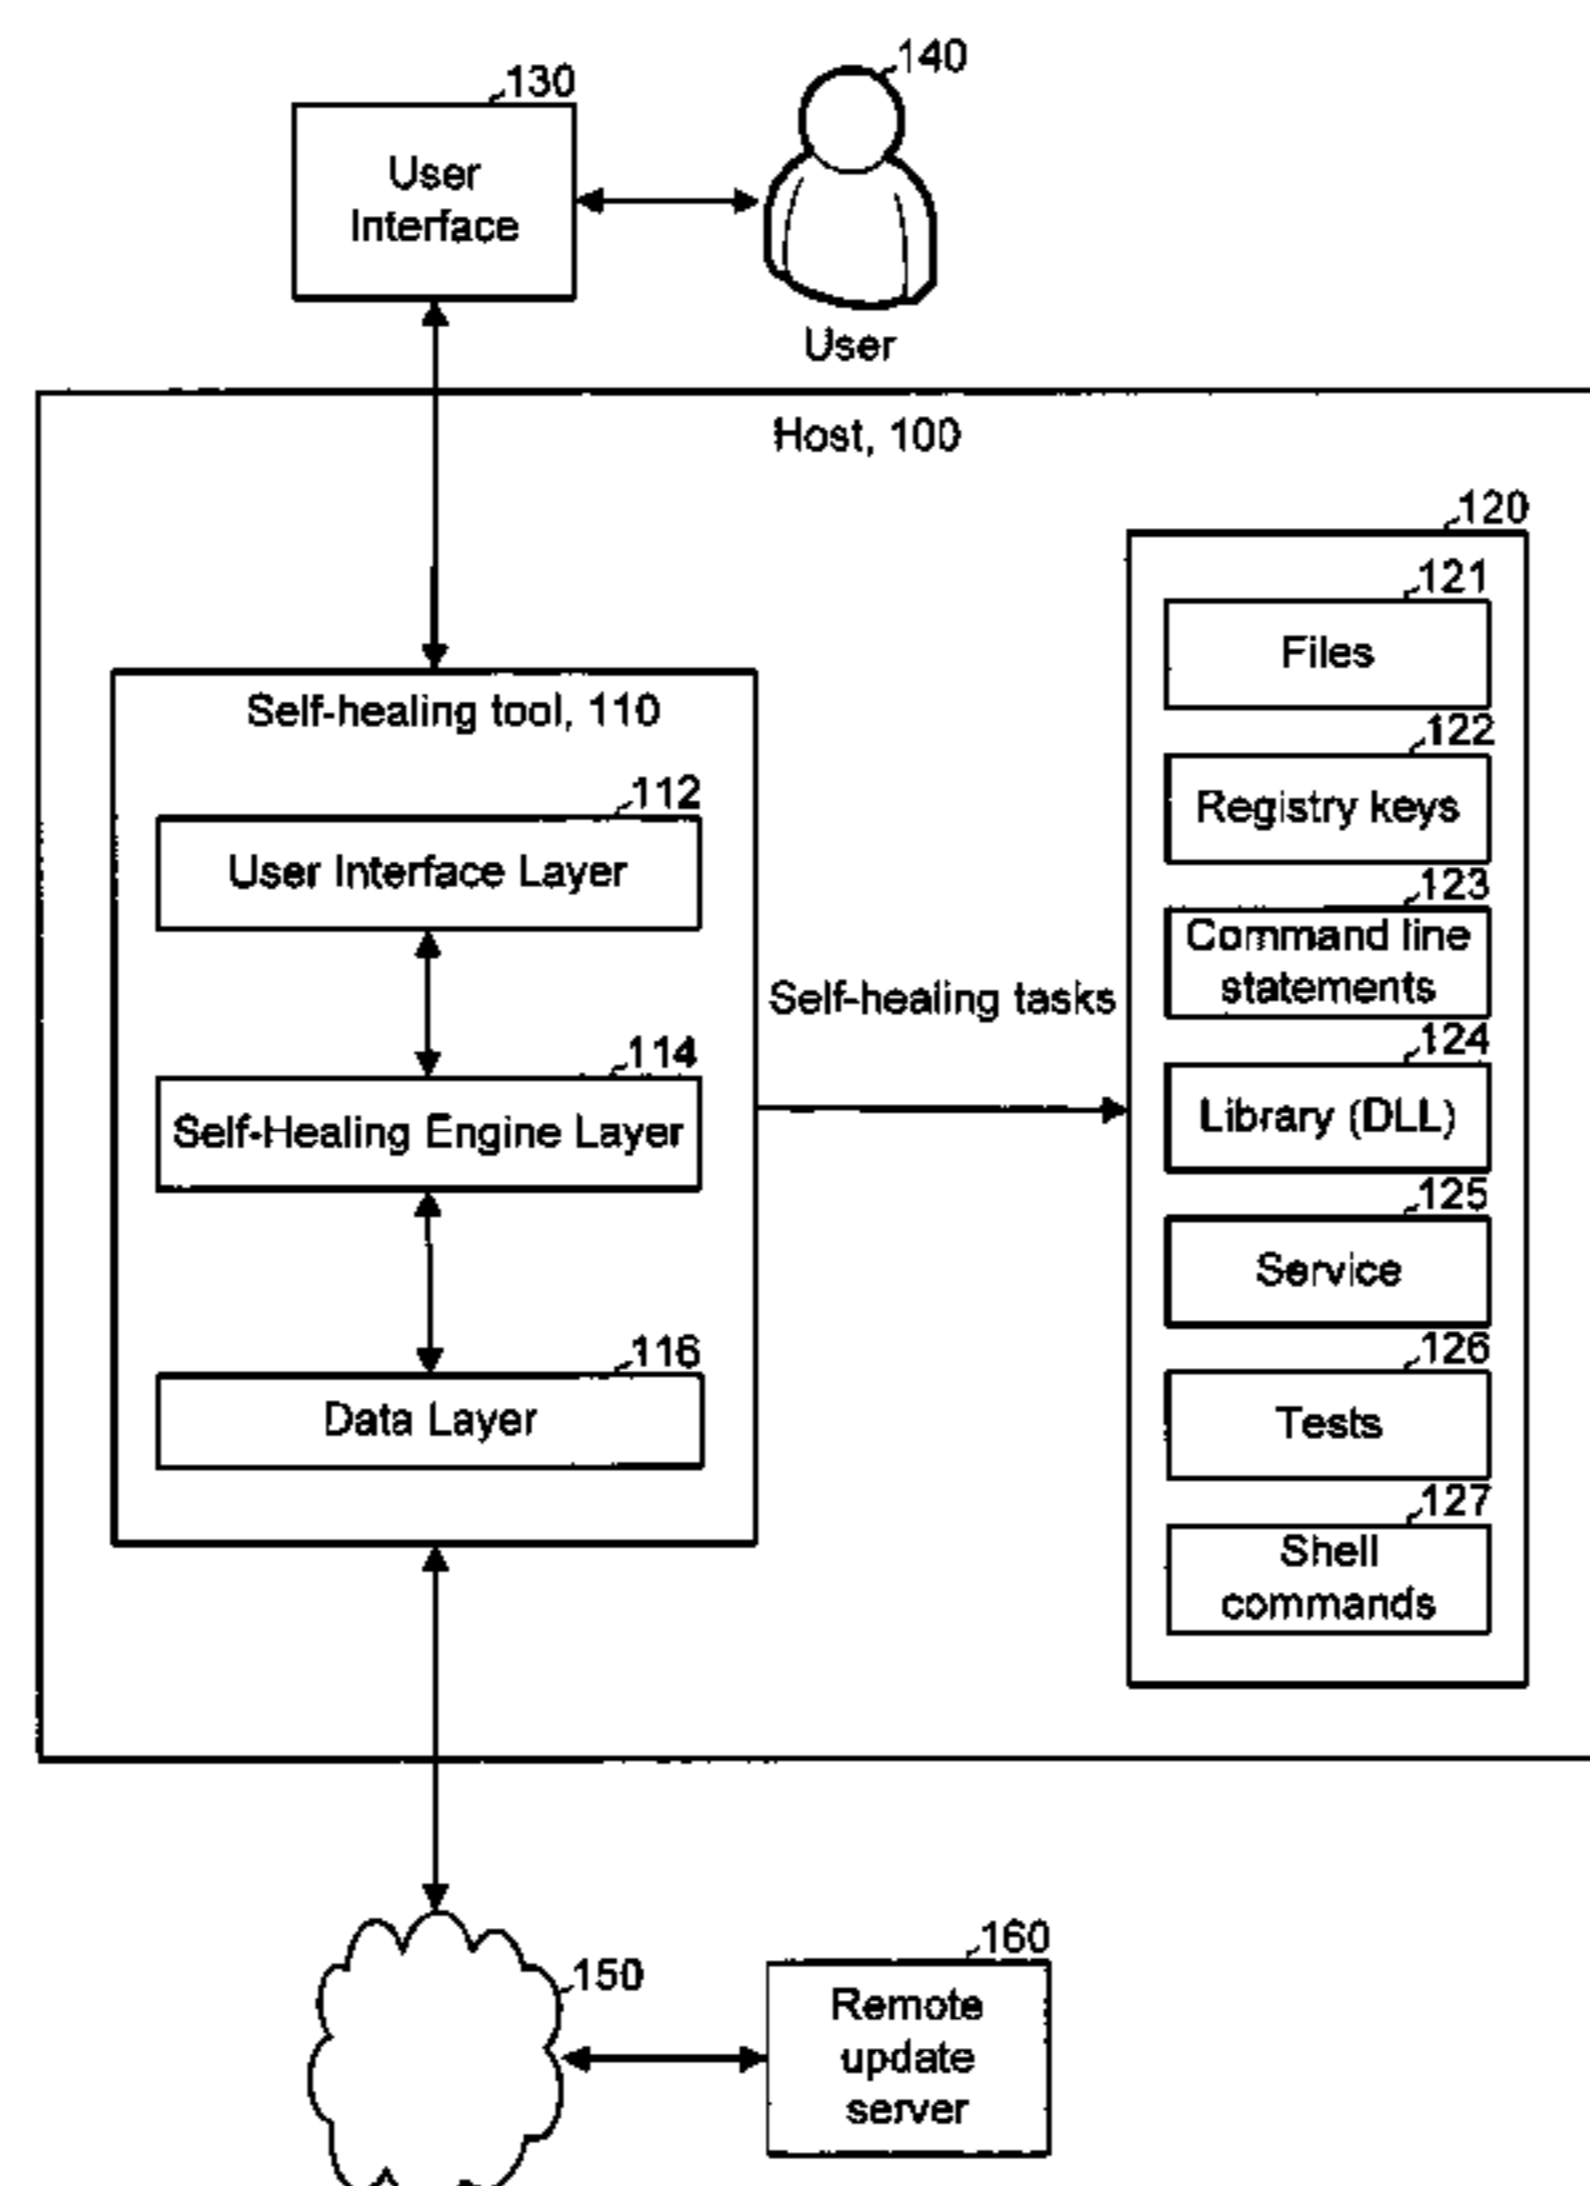 130
140
User
Interface
User
Host, 100
120
121
Files
Self-healing tool, 110
122
Registry keys
112
User Interface Layer
123
Command line
statements
Self-healing tasks
114
Self-Healing Engine Layer
124
Library (DLL)
125
Service
116
Data Layer
126
Tests
127
Shell
commands
150
160
Remote
update
server